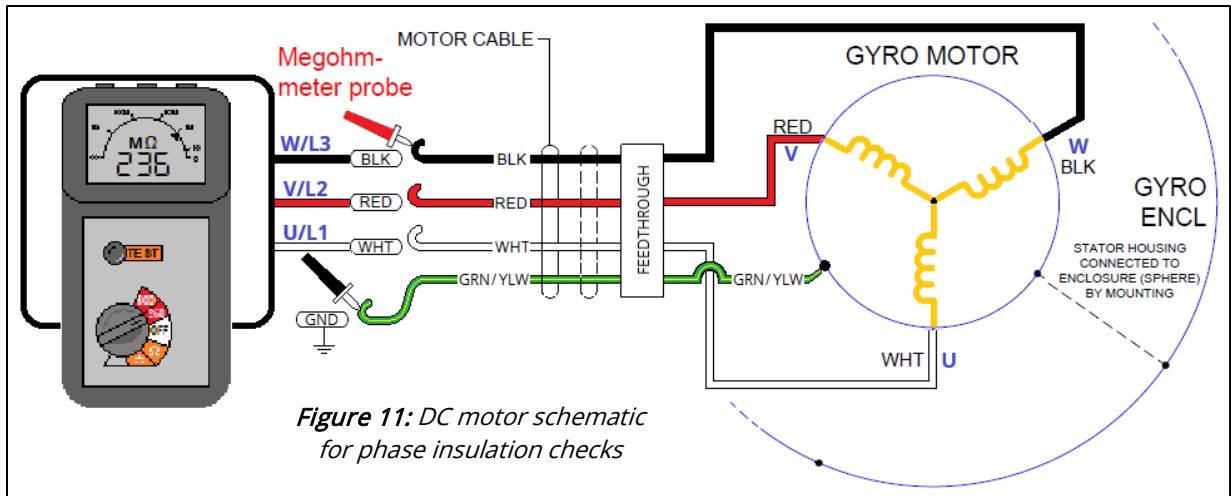 MOTOR CABLE
Megohm-
meter probe
GYRO MOTOR
W/L3
BLK
BLK
V/L2
RED
RED
U/L1
WHT
WHT
GRN/YLW
GND
FEEDTHROUGH
GRN/YLW
RED
V
W
BLK
WHT
U
GYRO
ENCL
STATOR HOUSING
CONNECTED TO
ENCLOSURE (SPHERE)
BY MOUNTING
MΩ
236
TEST
OFF
Ω
Figure 11: DC motor schematic
for phase insulation checks